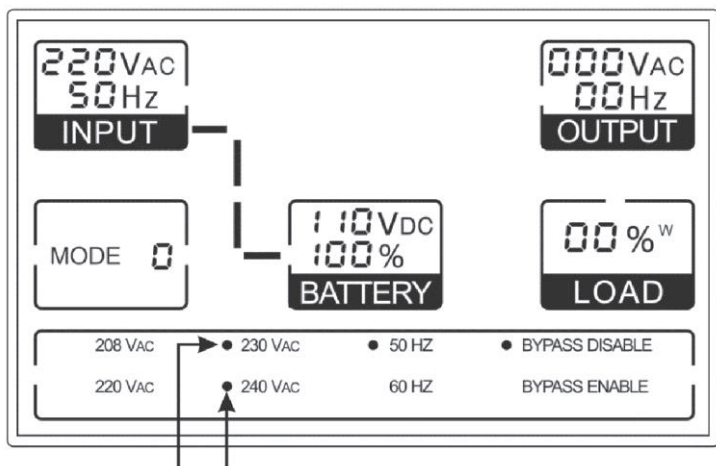 220VAC
50Hz
INPUT
000VAC
00Hz
OUTPUT
MODE 0
110VDC
100%
BATTERY
00%W
LOAD
208 VAC • 230 VAC • 50 HZ • BYPASS DISABLE
220 VAC • 240 VAC 60 HZ BYPASS ENABLE